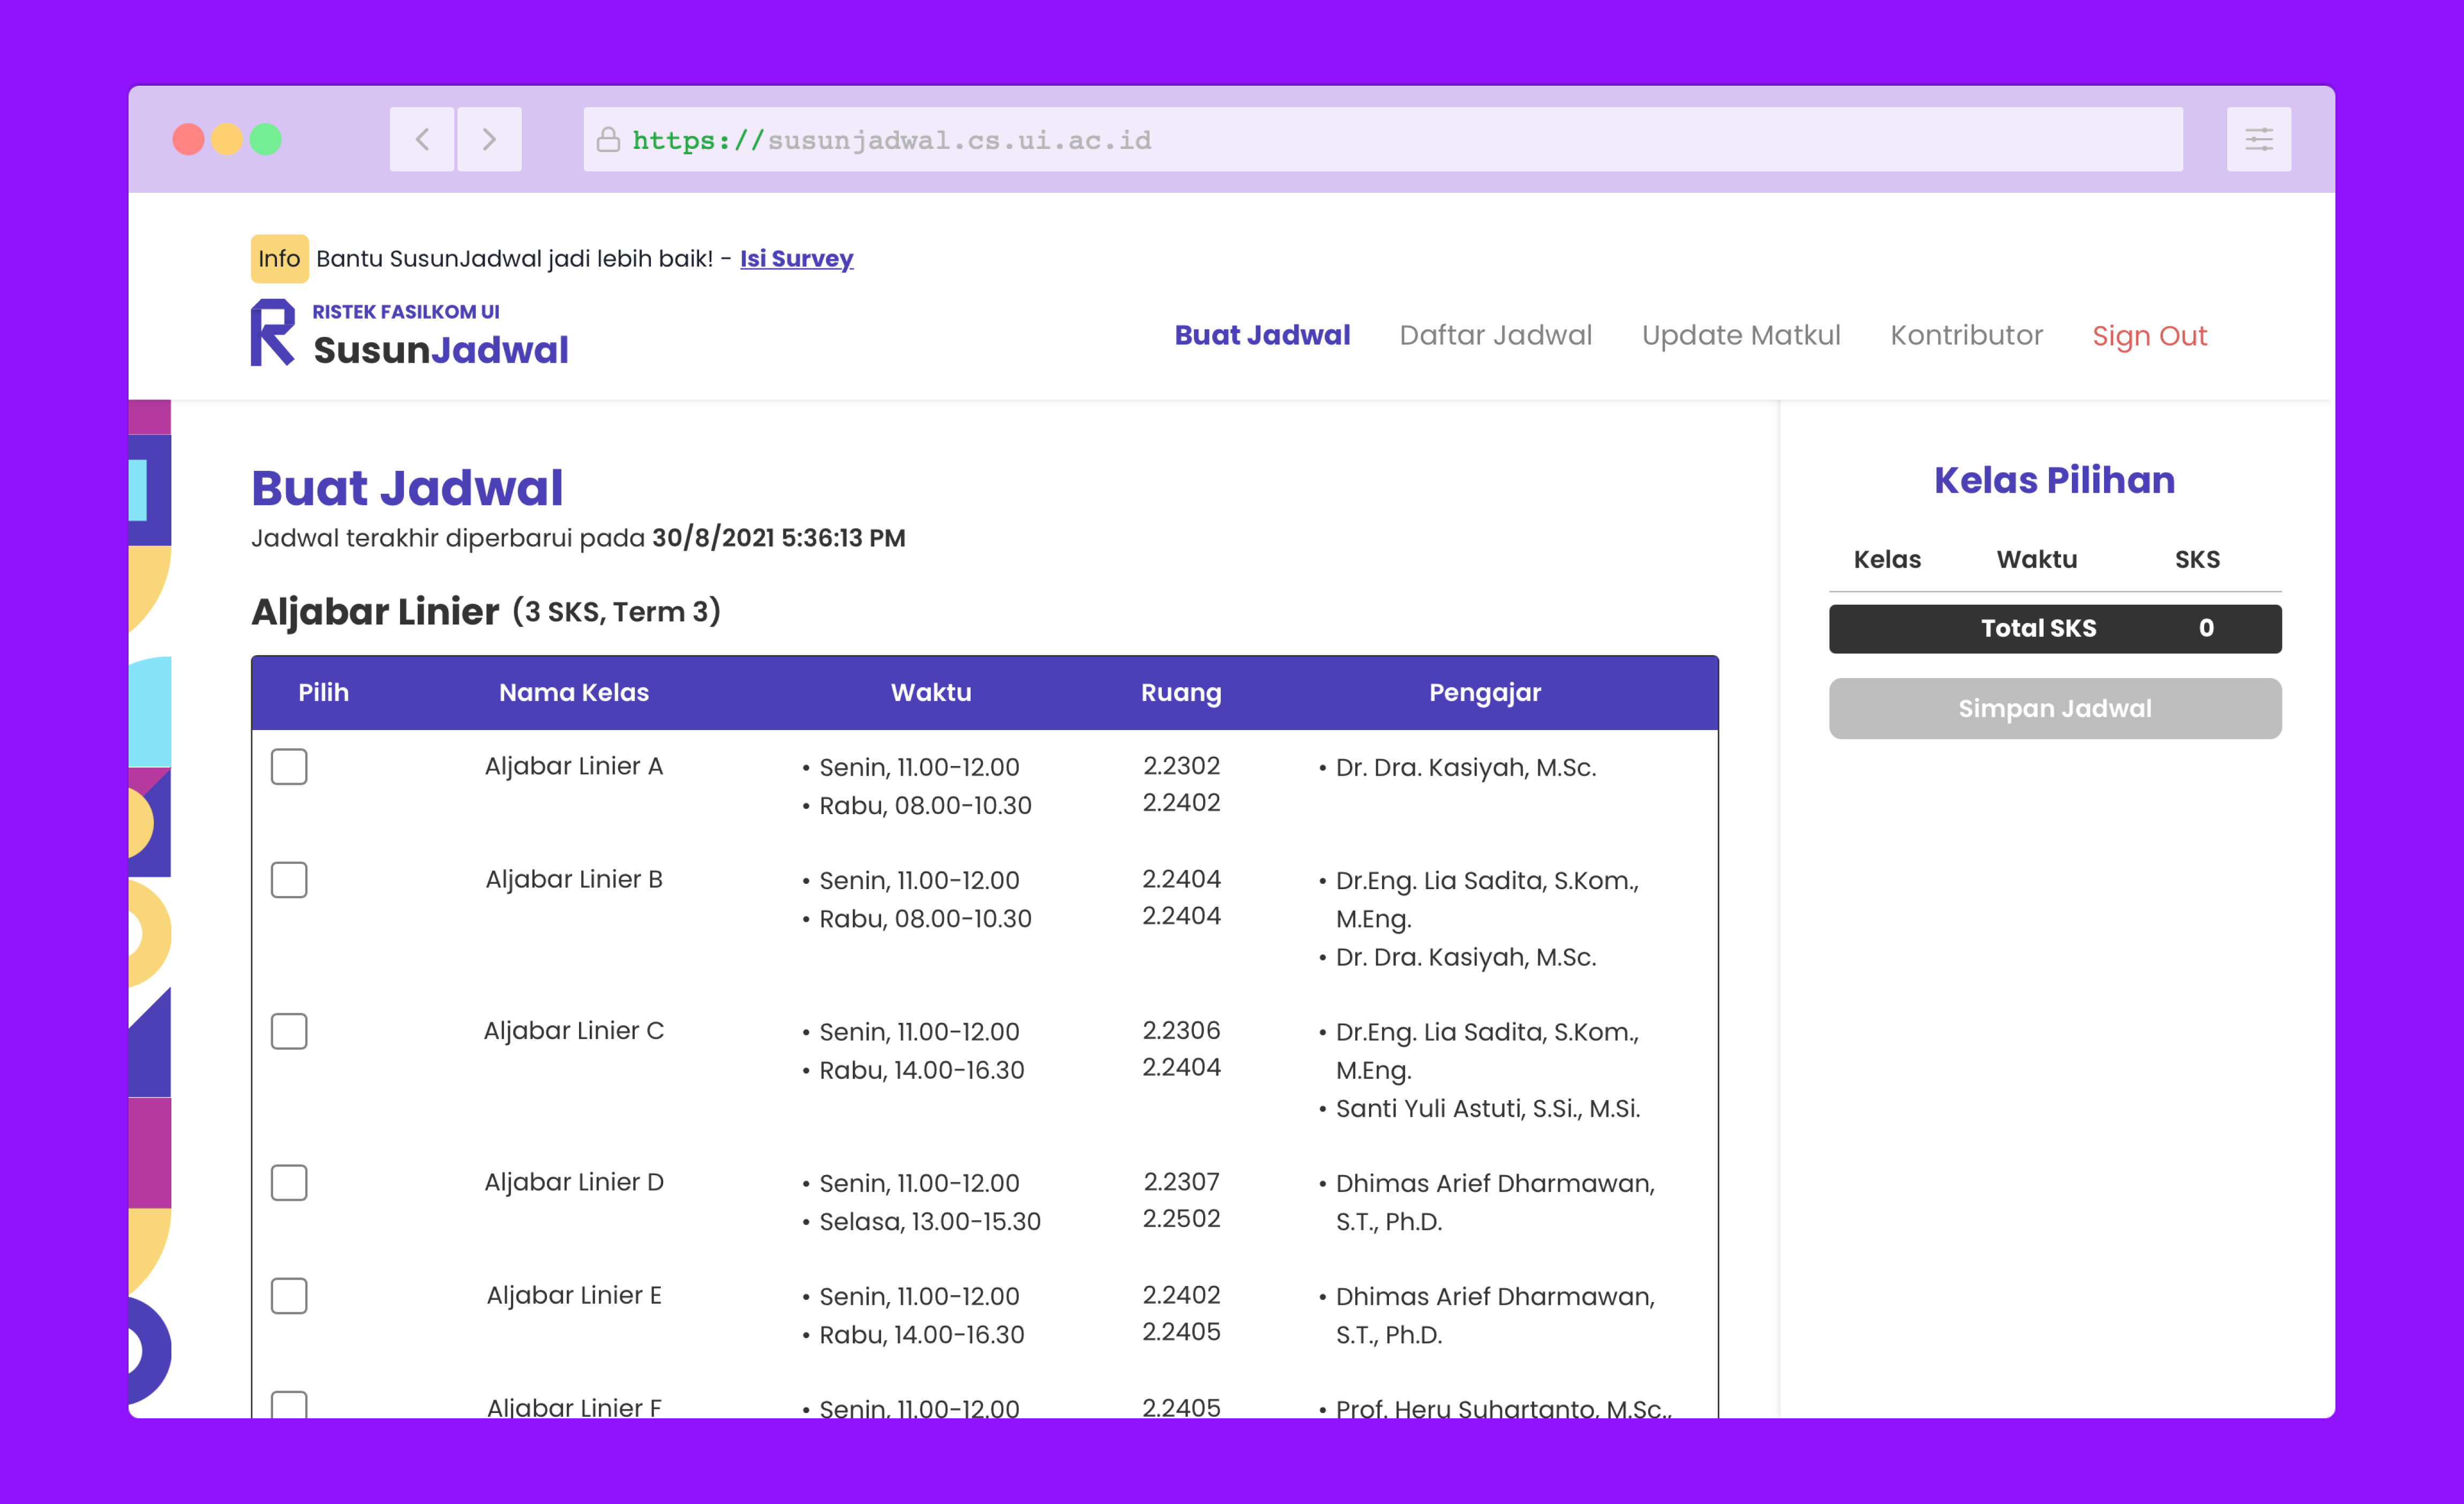 https://susunjadwal.cs.ui.ac.id
Info Bantu SusunJadwal jadi lebih baik! - Isi Survey
RISTEK FASILKOM UI
SusunJadwal
Buat Jadwal Daftar Jadwal Update Matkul Kontributor Sign Out
Buat Jadwal
Jadwal terakhir diperbarui pada 30/8/2021 5:36:13 PM
Aljabar Linier (3 SKS, Term 3)
Pilih Nama Kelas Waktu Ruang Pengajar
Aljabar Linier A • Senin, 11.00-12.00 2.2302 • Dr. Dra. Kasiyah, M.Sc.
• Rabu, 08.00-10.30 2.2402
Aljabar Linier B • Senin, 11.00-12.00 2.2404 • Dr.Eng. Lia Sadita, S.Kom.,
• Rabu, 08.00-10.30 2.2404 M.Eng.
• Dr. Dra. Kasiyah, M.Sc.
Aljabar Linier C • Senin, 11.00-12.00 2.2306 • Dr.Eng. Lia Sadita, S.Kom.,
• Rabu, 14.00-16.30 2.2404 M.Eng.
• Santi Yuli Astuti, S.Si., M.Si.
Aljabar Linier D • Senin, 11.00-12.00 2.2307 • Dhimas Arief Dharmawan,
• Selasa, 13.00-15.30 2.2502 S.T., Ph.D.
Aljabar Linier E • Senin, 11.00-12.00 2.2402 • Dhimas Arief Dharmawan,
• Rabu, 14.00-16.30 2.2405 S.T., Ph.D.
Aljabar Linier F • Senin, 11.00-12.00 2.2405 • Prof. Heru Suhartanto, M.Sc.,
Kelas Pilihan
Kelas Waktu SKS
Total SKS 0
Simpan Jadwal